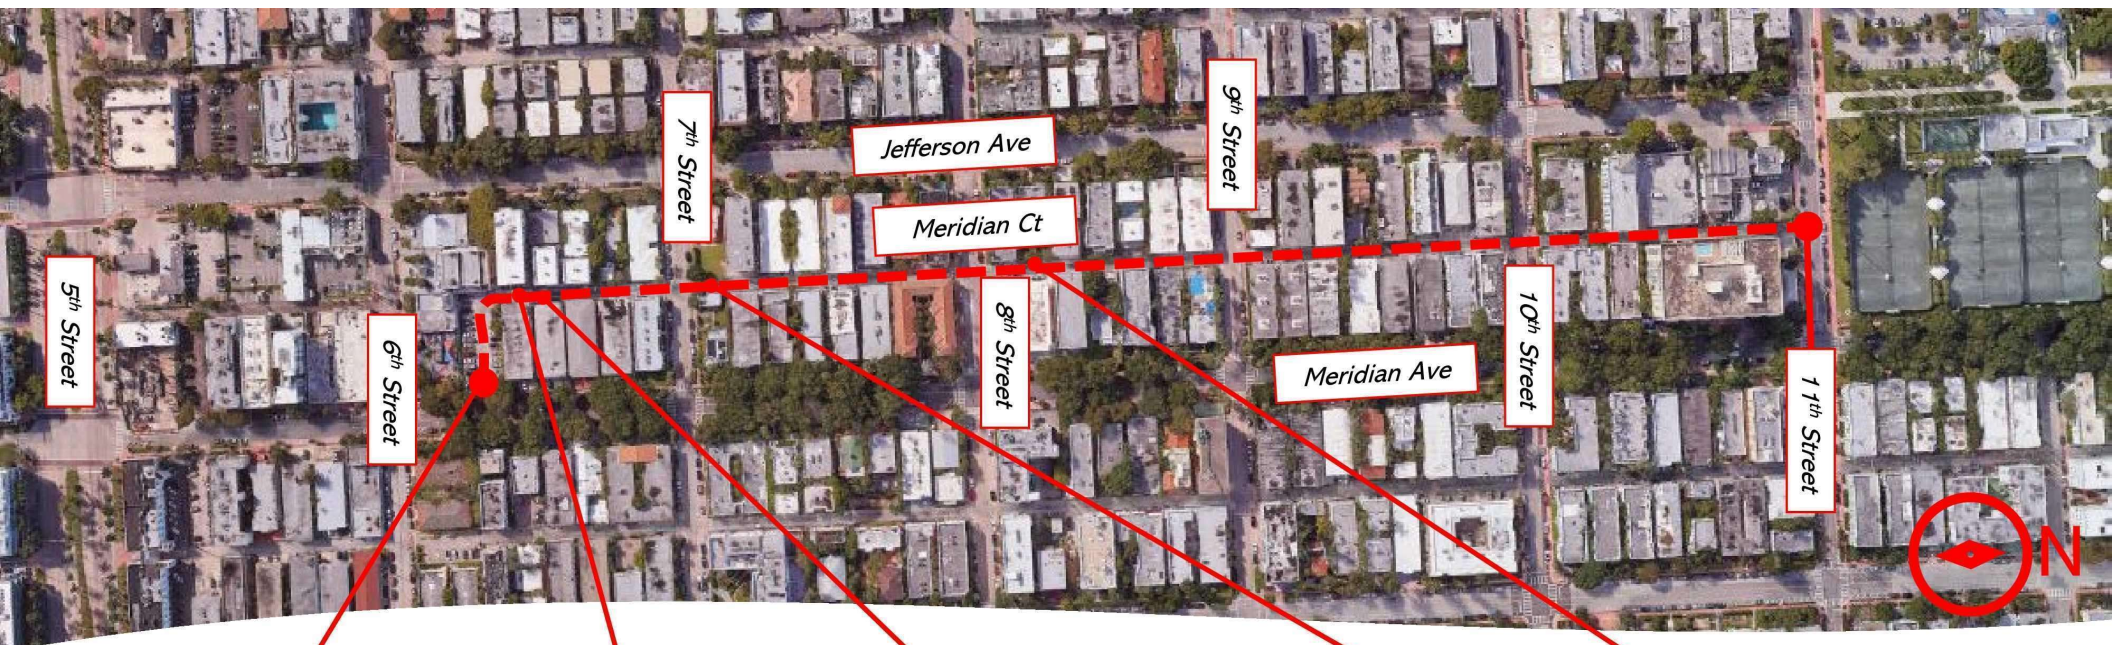 5th Street
6th Street
7th Street
Jefferson Ave
Meridian Ct
8th Street
9th Street
Meridian Ave
10th Street
11th Street
N